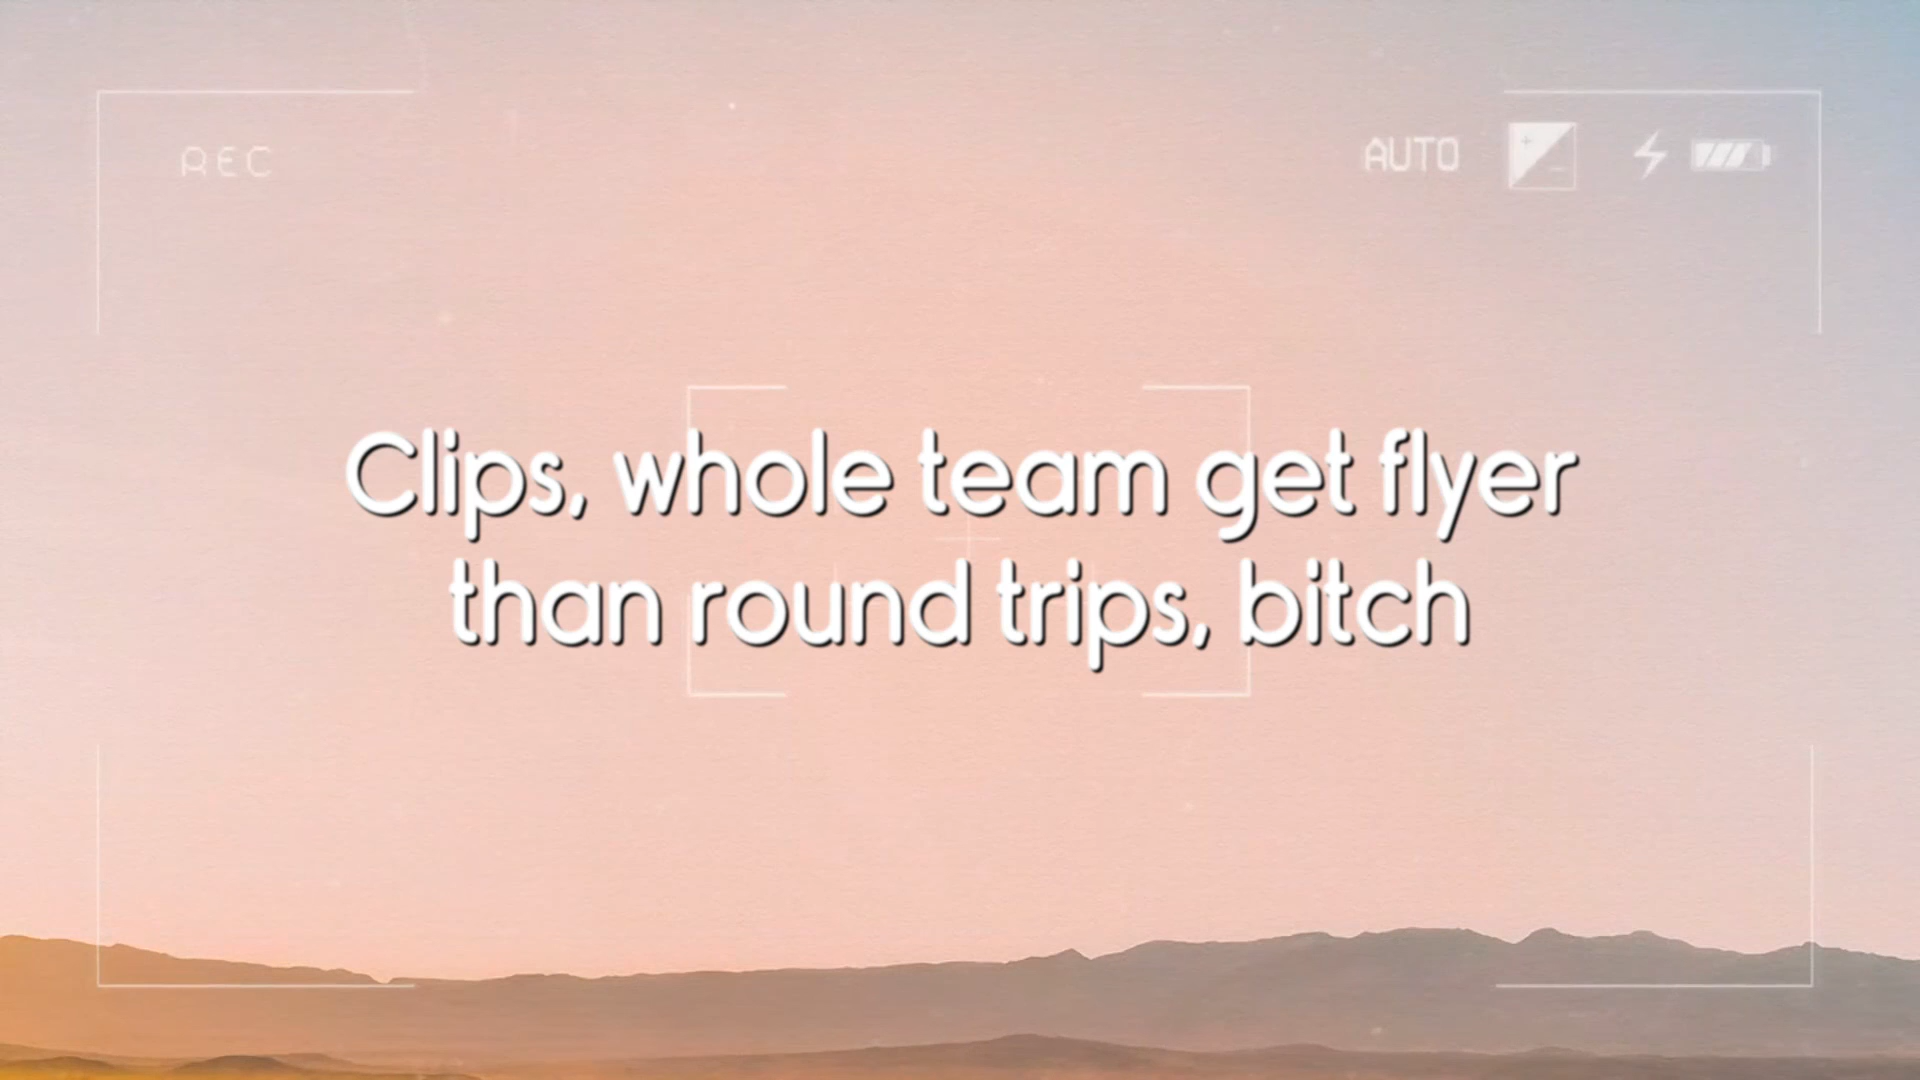 REC
AUTO
Clips, whole team get flyer
than round trips, bitch